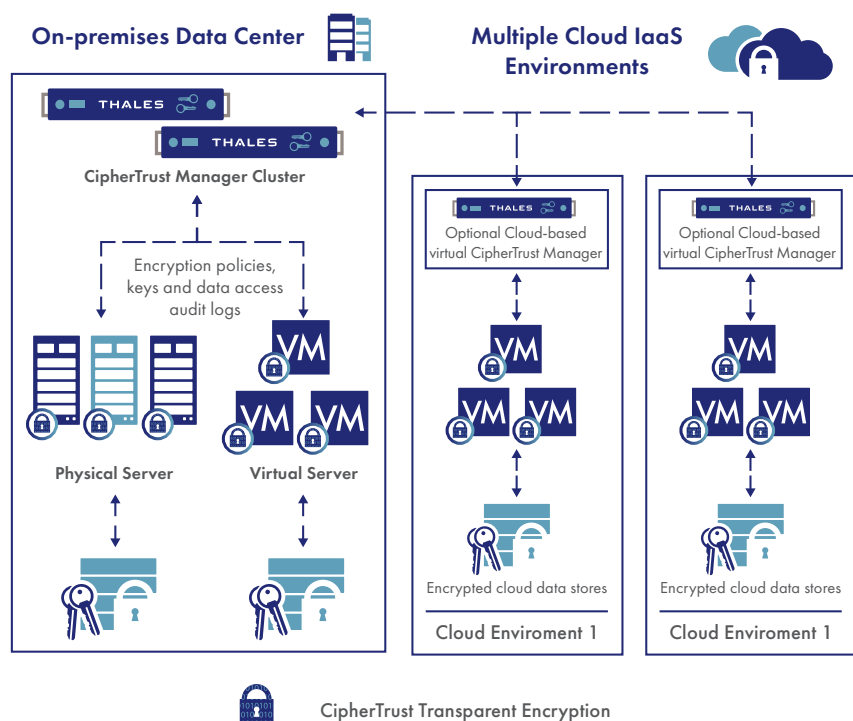 On-premises Data Center
Multiple Cloud IaaS
Environments
THALES
THALES
CipherTrust Manager Cluster
Encryption policies,
keys and data access
audit logs
VM
VM
VM
Physical Server
Virtual Server
THALES
Optional Cloud-based
virtual CipherTrust Manager
VM
VM
VM
Encrypted cloud data stores
Cloud Enviroment 1
THALES
Optional Cloud-based
virtual CipherTrust Manager
VM
VM
VM
Encrypted cloud data stores
Cloud Enviroment 1
CipherTrust Transparent Encryption